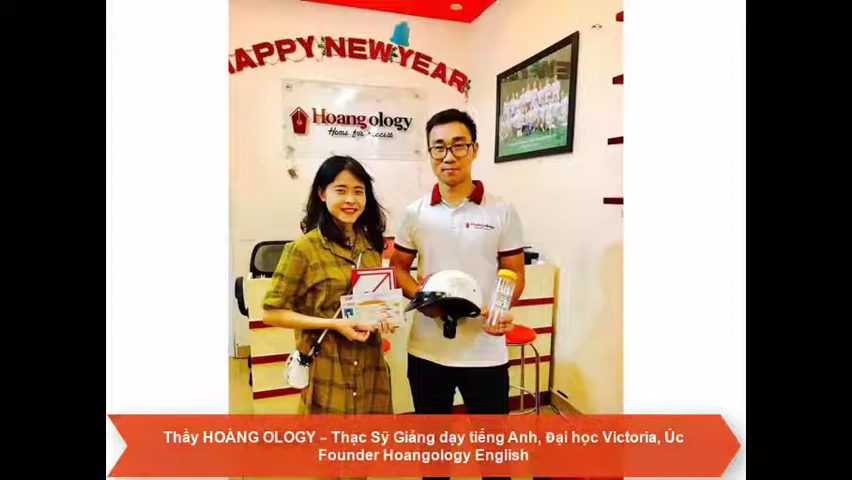 HAPPY NEW YEAR
Hoangology
Home for success
Hoangology
Thầy HOÀNG OLOGY – Thạc Sỹ Giảng dạy tiếng Anh, Đại học Victoria, Úc
Founder Hoangology English